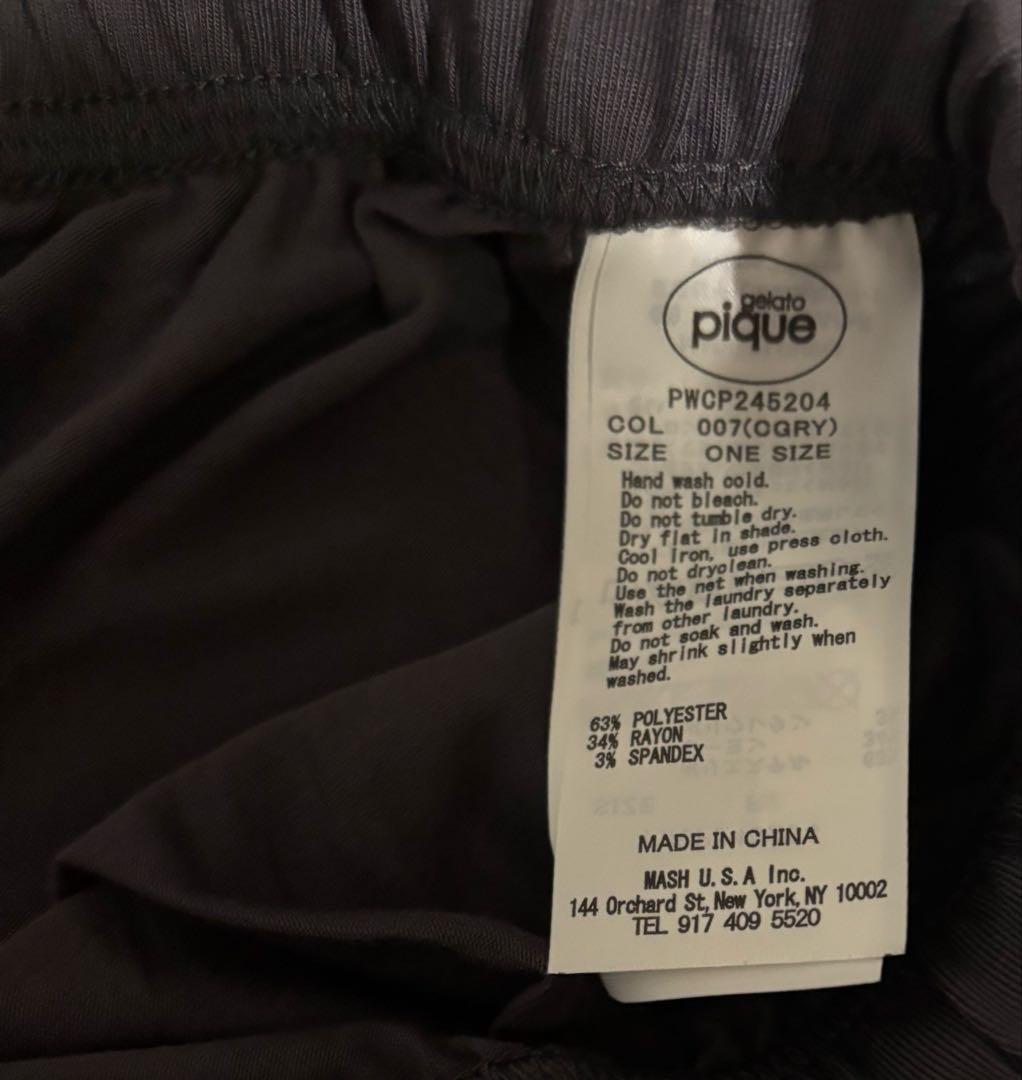 gelato
pique
PWCP245204
COL 007(CGRY)
SIZE ONE SIZE
Hand wash cold.
Do not bleach.
Do not tumble dry.
Dry flat in shade.
Cool iron, use press cloth.
Do not dryclean.
Use the net when washing.
Wash the laundry separately
from other laundry.
Do not soak and wash.
May shrink slightly when
washed.
63% POLYESTER
34% RAYON
3% SPANDEX
MADE IN CHINA
MASH U.S.A Inc.
144 Orchard St, New York, NY 10002
TEL 917 409 5520